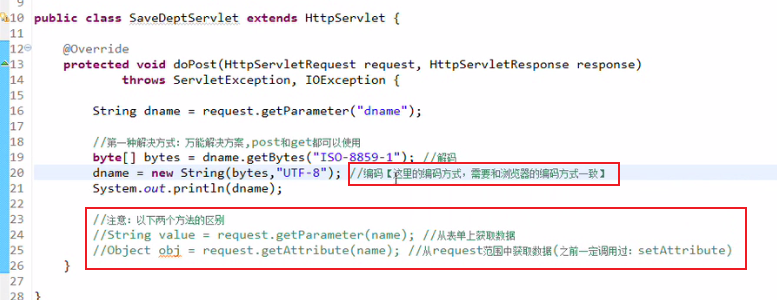 9
10 public class SaveDeptServlet extends HttpServlet {
11
12 @Override
13 protected void doPost(HttpServletRequest request, HttpServletResponse response)
14 throws ServletException, IOException {
15
16 String dname = request.getParameter("dname");
17
18 //第一种解决方式：万能解决方案,post和get都可以使用
19 byte[] bytes = dname.getBytes("ISO-8859-1"); //解码
20 dname = new String(bytes,"UTF-8"); //编码【这里的编码方式，需要和浏览器的编码方式一致】
21 System.out.println(dname);
22
23 //注意：以下两个方法的区别
24 //String value = request.getParameter(name); //从表单上获取数据
25 //Object obj = request.getAttribute(name); //从request范围中获取数据(之前一定调用过：setAttribute)
26 }
27
28 }